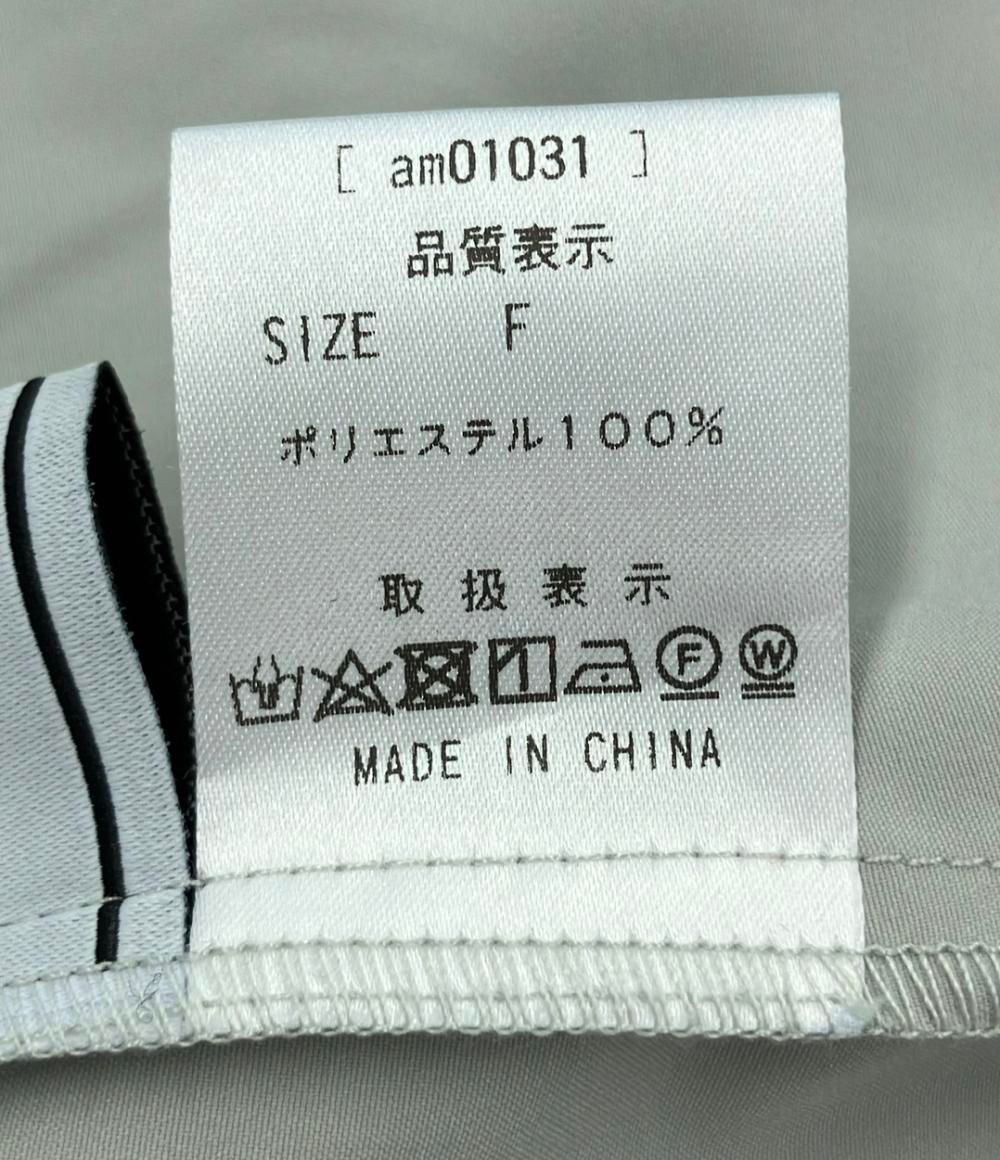 [ am01031 ]
品質表示
SIZE F
ポリエステル100%
取扱表示
F W
MADE IN CHINA